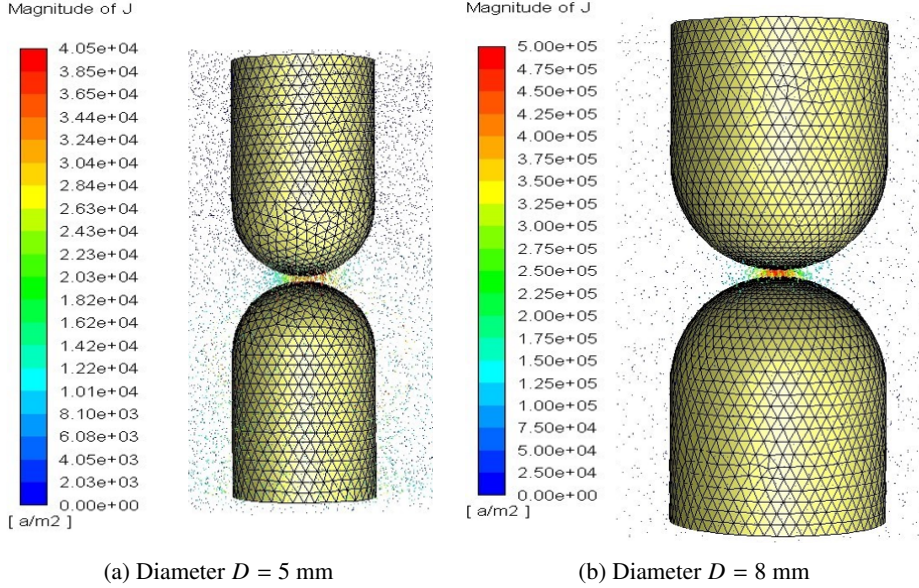 Magnitude of J
4.05e+04
3.85e+04
3.65e+04
3.44e+04
3.24e+04
3.04e+04
2.84e+04
2.63e+04
2.43e+04
2.23e+04
2.03e+04
1.82e+04
1.62e+04
1.42e+04
1.22e+04
1.01e+04
8.10e+03
6.08e+03
4.05e+03
2.03e+03
0.00e+00
[ a/m2 ]
(a) Diameter D = 5 mm
Magnitude of J
5.00e+05
4.75e+05
4.50e+05
4.25e+05
4.00e+05
3.75e+05
3.50e+05
3.25e+05
3.00e+05
2.75e+05
2.50e+05
2.25e+05
2.00e+05
1.75e+05
1.50e+05
1.25e+05
1.00e+05
7.50e+04
5.00e+04
2.50e+04
0.00e+00
[ a/m2 ]
(b) Diameter D = 8 mm